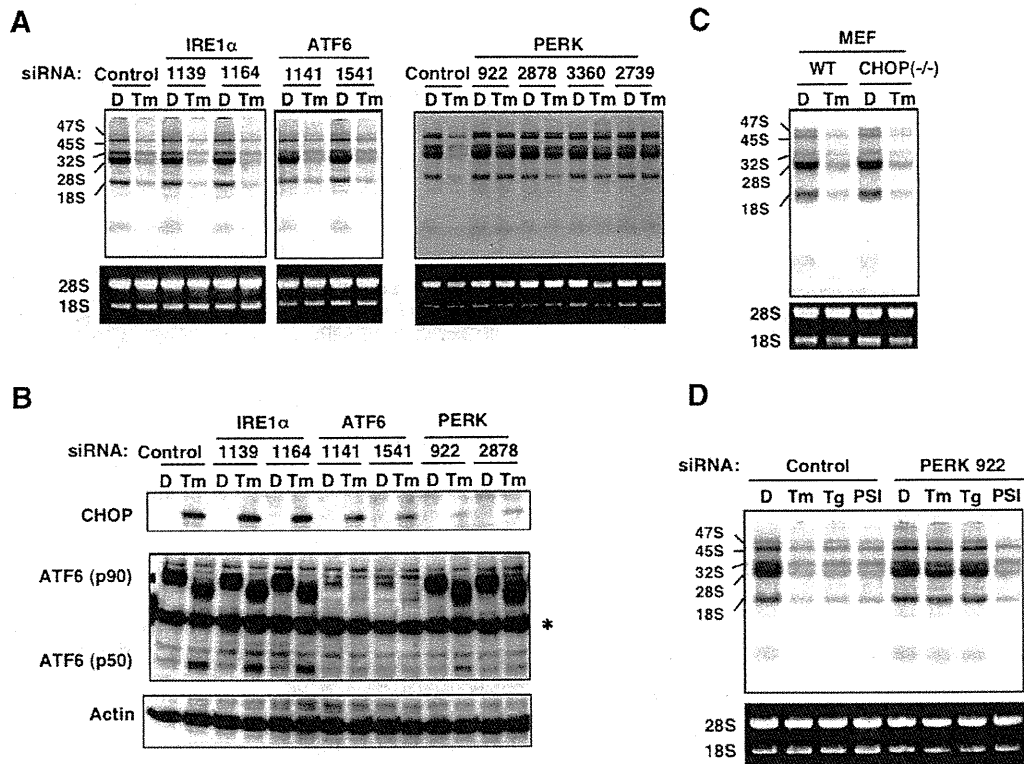 A
IRE1α ATF6 PERK
siRNA: Control 1139 1164 1141 1541 Control 922 2878 3360 2739
D Tm D Tm D Tm D Tm D Tm D Tm D Tm D Tm D Tm D Tm
47S
45S
32S
28S
18S
28S
18S
C
MEF
WT CHOP(-/-)
D Tm D Tm
47S
45S
32S
28S
18S
28S
18S
B
IRE1α ATF6 PERK
siRNA: Control 1139 1164 1141 1541 922 2878
D Tm D Tm D Tm D Tm D Tm D Tm D Tm
CHOP
ATF6 (p90)
*
ATF6 (p50)
Actin
D
siRNA: Control PERK 922
D Tm Tg PSI D Tm Tg PSI
47S
45S
32S
28S
18S
28S
18S